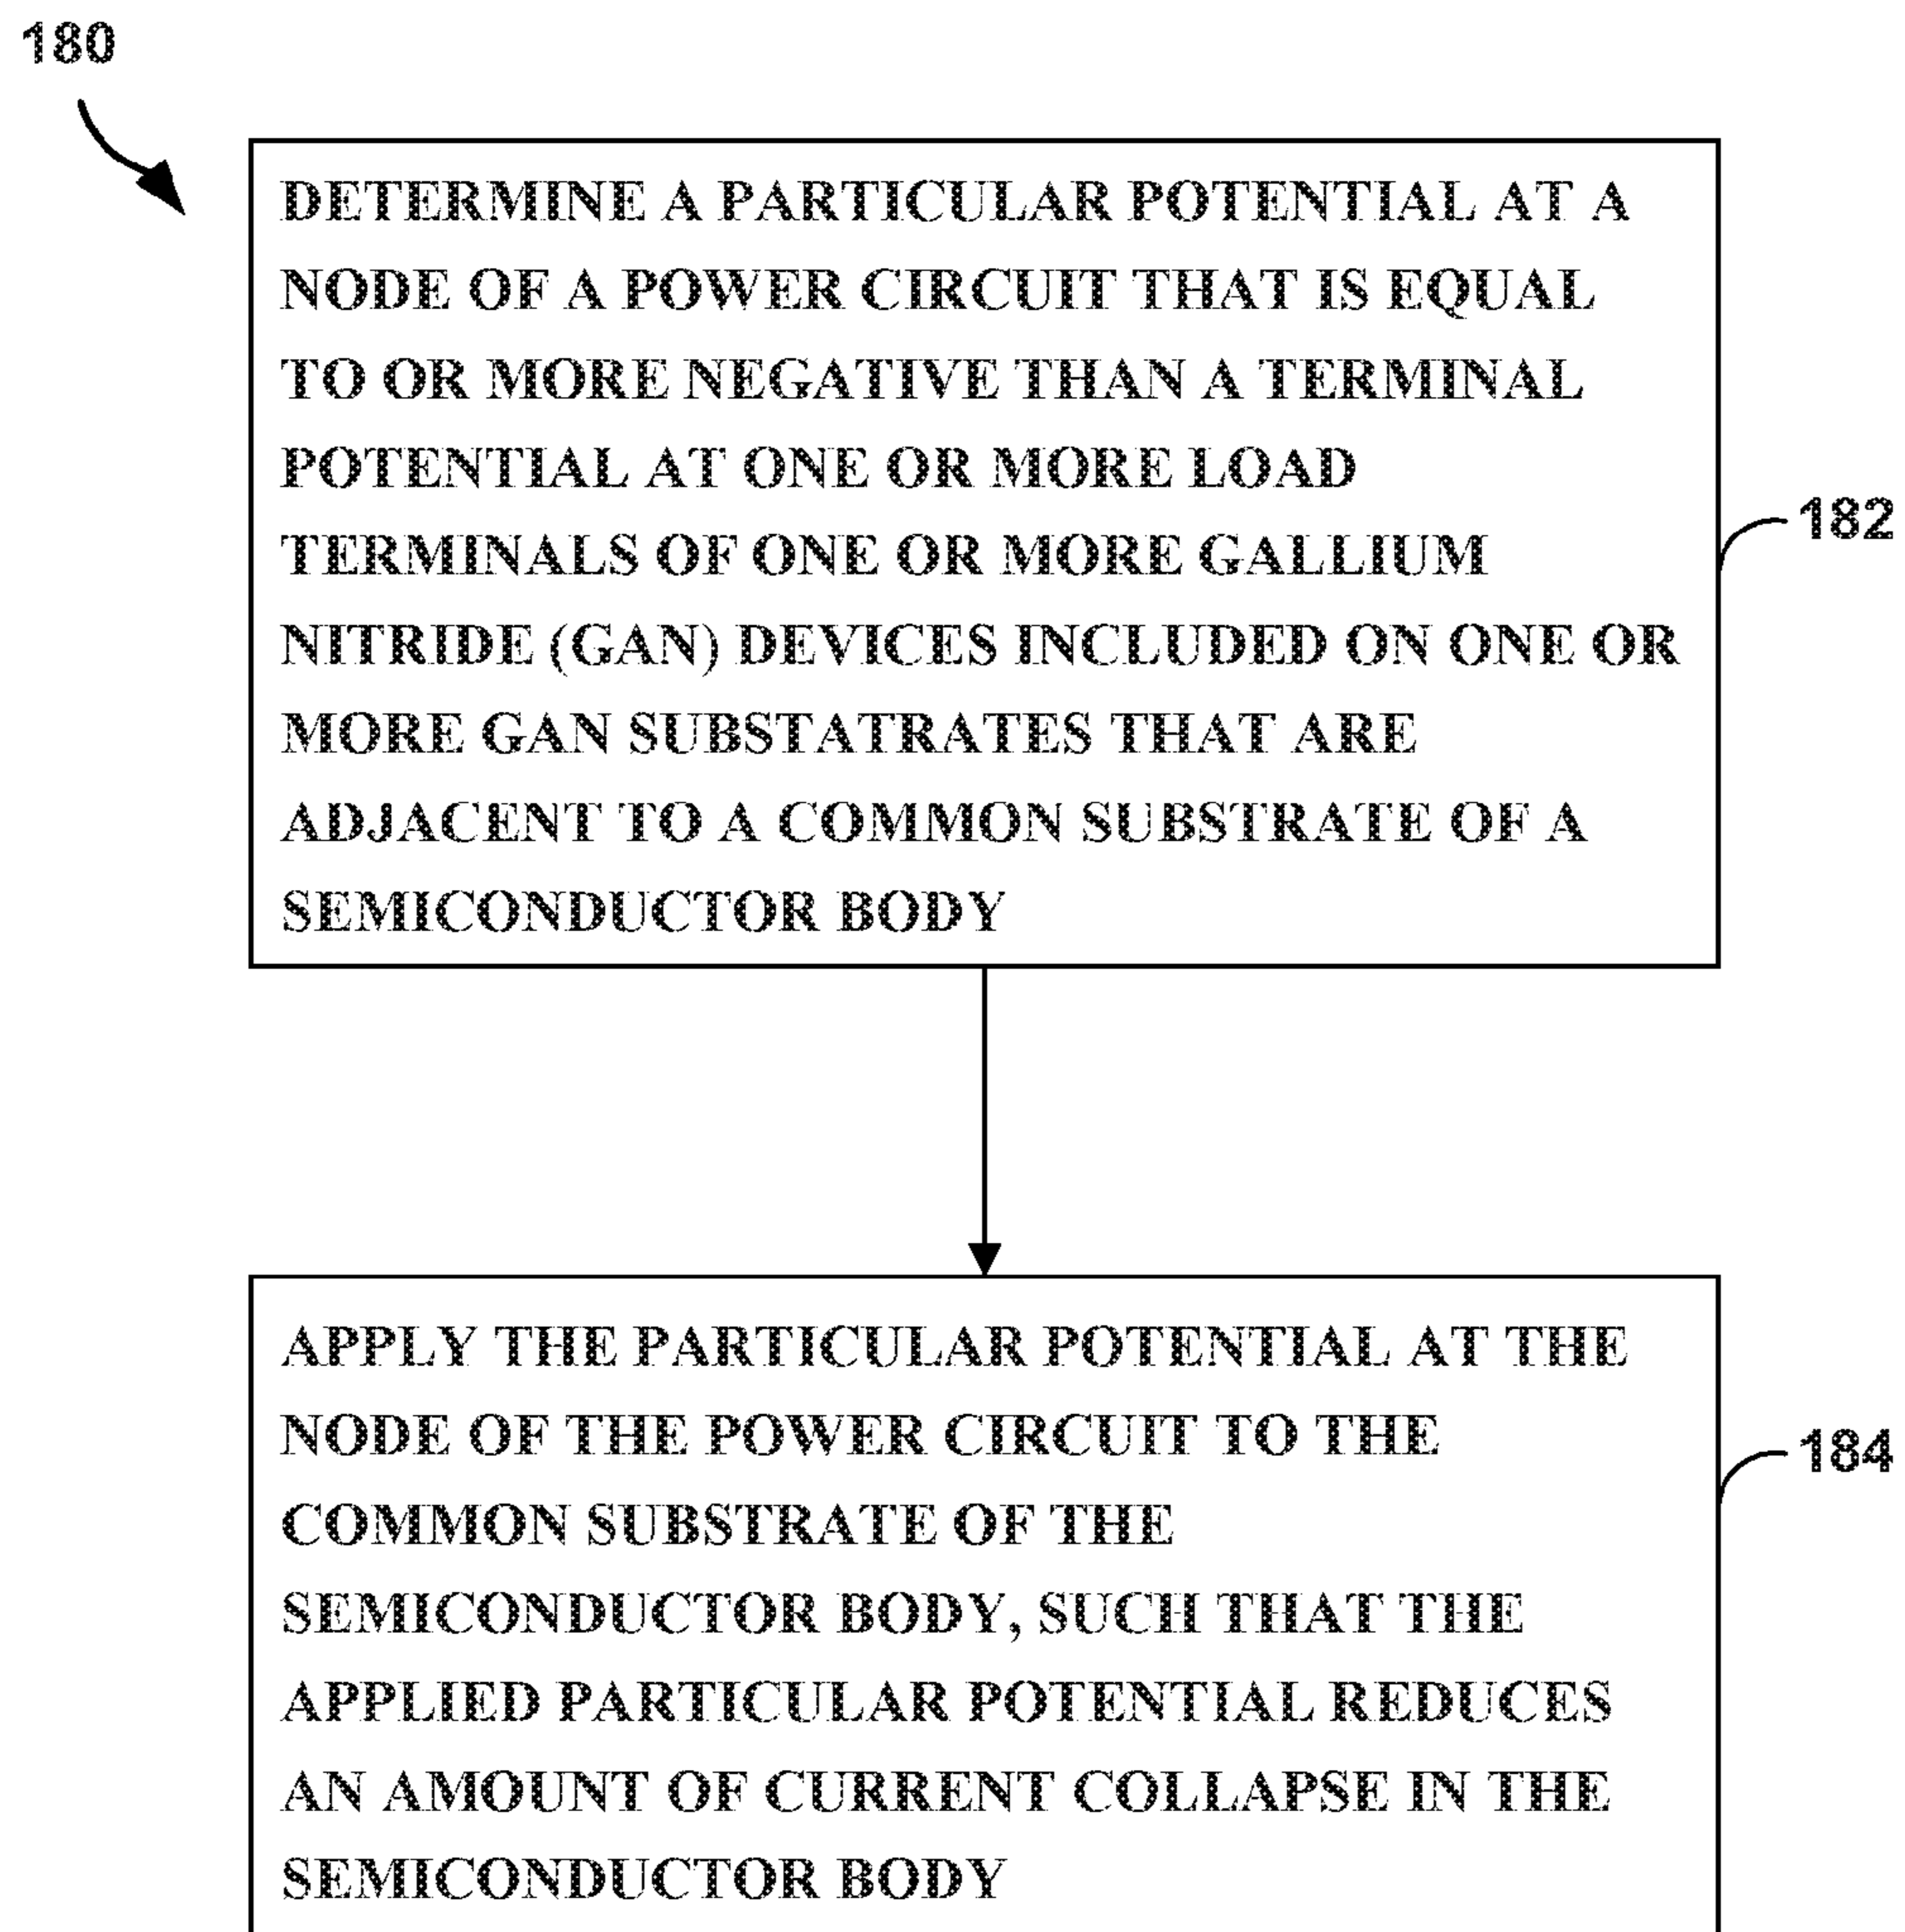 180
DETERMINE A PARTICULAR POTENTIAL AT A
NODE OF A POWER CIRCUIT THAT IS EQUAL
TO OR MORE NEGATIVE THAN A TERMINAL
POTENTIAL AT ONE OR MORE LOAD
TERMINALS OF ONE OR MORE GALLIUM
NITRIDE (GAN) DEVICES INCLUDED ON ONE OR
MORE GAN SUBSTATRATES THAT ARE
ADJACENT TO A COMMON SUBSTRATE OF A
SEMICONDUCTOR BODY
182
APPLY THE PARTICULAR POTENTIAL AT THE
NODE OF THE POWER CIRCUIT TO THE
COMMON SUBSTRATE OF THE
SEMICONDUCTOR BODY, SUCH THAT THE
APPLIED PARTICULAR POTENTIAL REDUCES
AN AMOUNT OF CURRENT COLLAPSE IN THE
SEMICONDUCTOR BODY
184